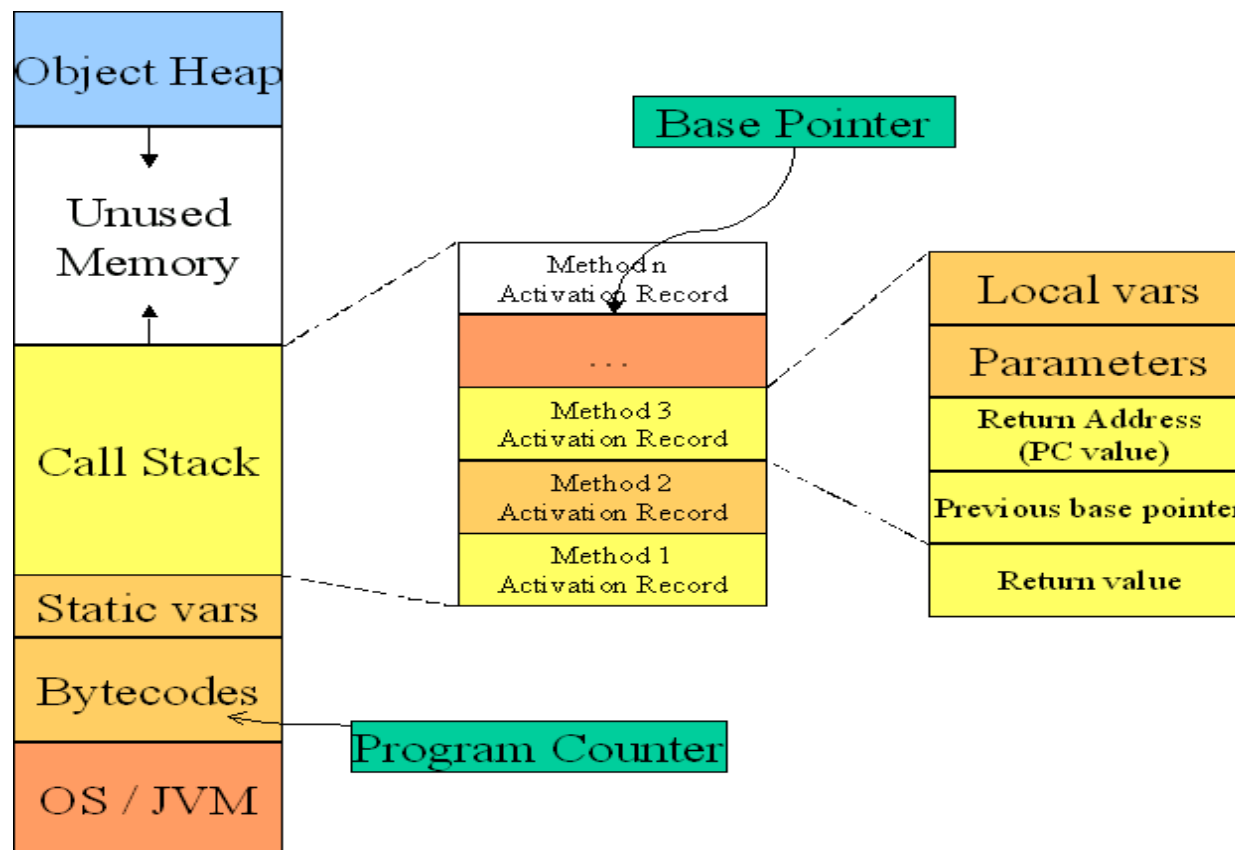 Object Heap
Unused
Memory
Call Stack
Static vars
Bytecodes
OS / JVM
Base Pointer
Method n
Activation Record
. . .
Method 3
Activation Record
Method 2
Activation Record
Method 1
Activation Record
Program Counter
Local vars
Parameters
Return Address
(PC value)
Previous base pointer
Return value